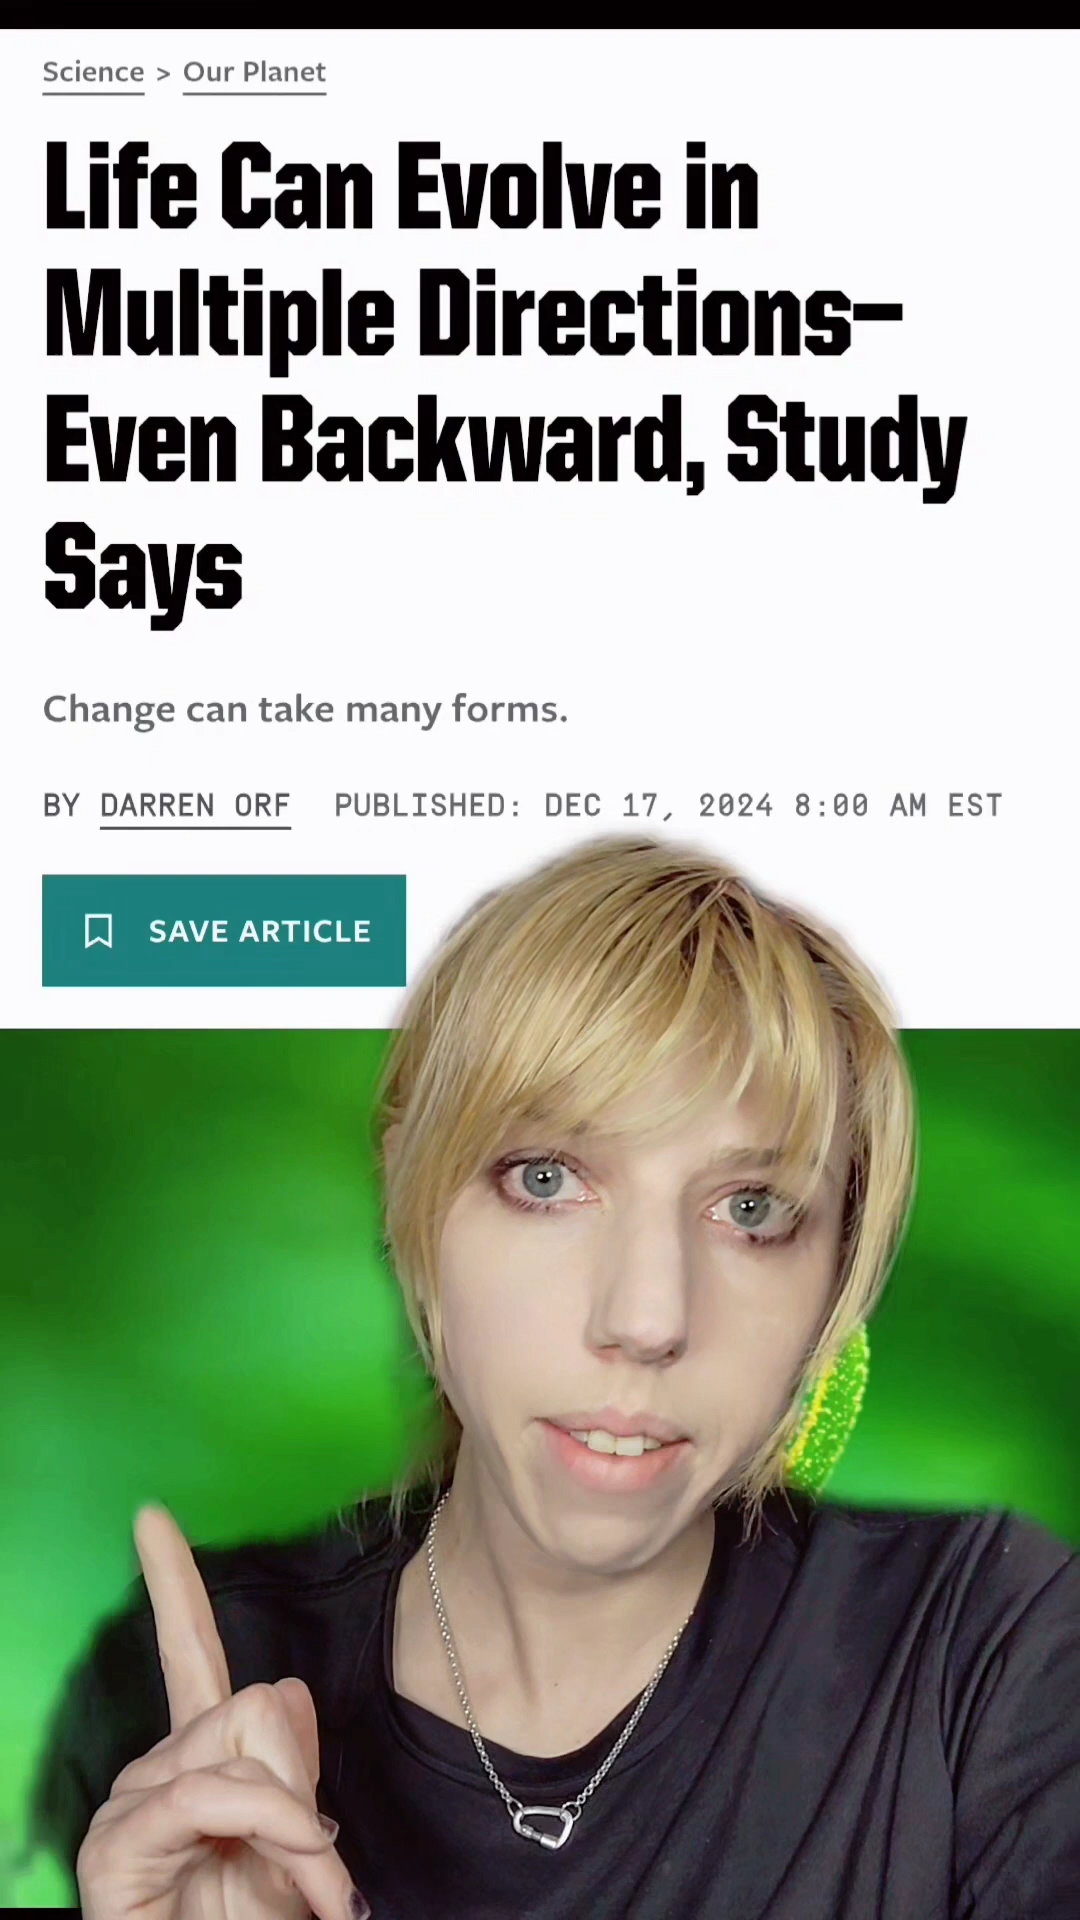 Science > Our Planet
Life Can Evolve in
Multiple Directions—
Even Backward, Study
Says
Change can take many forms.
BY DARREN ORF PUBLISHED: DEC 17, 2024 8:00 AM EST
SAVE ARTICLE